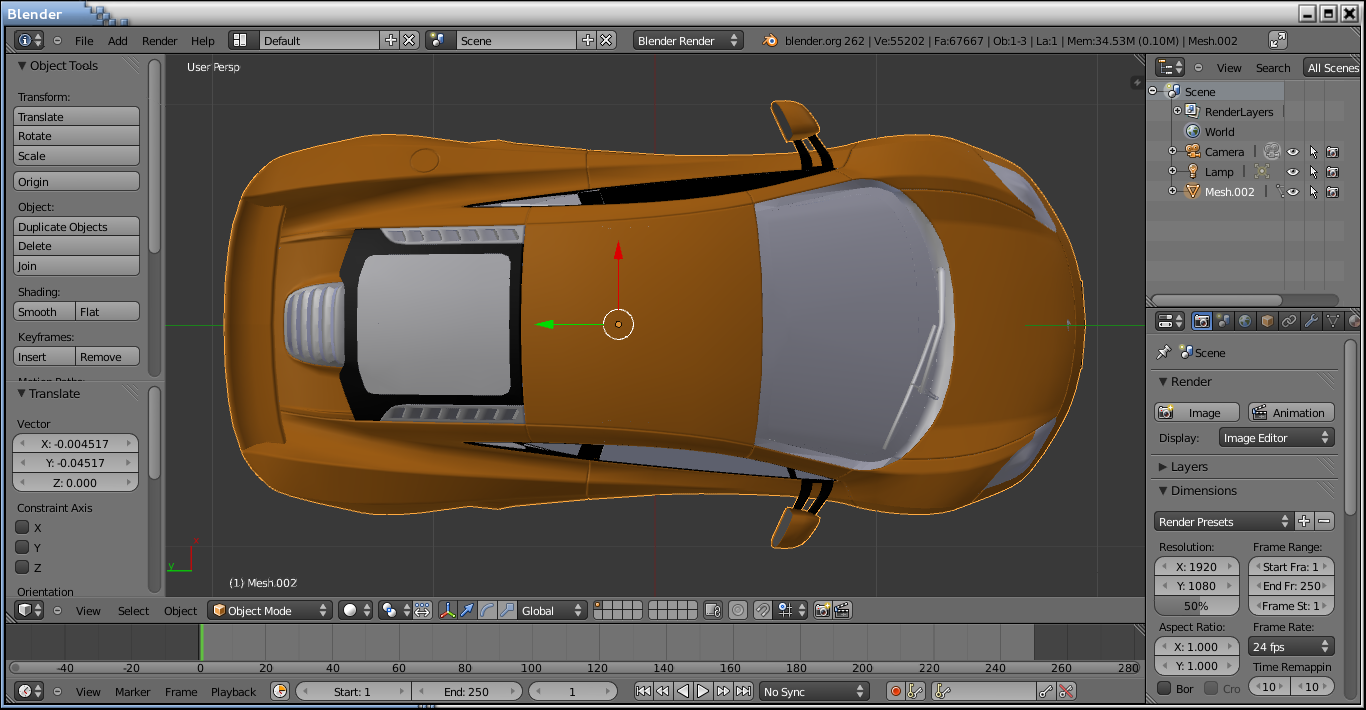 Blender
File Add Render Help Default Scene Blender Render blender.org 262 | Ve:55202 | Fa:67667 | Ob:1-3 | La:1 | Mem:34.53M (0.10M) | Mesh.002
Object Tools
Transform:
Translate
Rotate
Scale
Origin
Object:
Duplicate Objects
Delete
Join
Shading:
Smooth Flat
Keyframes:
Insert Remove
Translate
Vector
X: -0.004517
Y: -0.04517
Z: 0.000
Constraint Axis
X
Y
Z
Orientation
User Persp
x
y
(1) Mesh.002
View Select Object Object Mode Global
-40 -20 0 20 40 60 80 100 120 140 160 180 200 220 240 260 280
View Marker Frame Playback Start: 1 End: 250 1 No Sync
View Search All Scenes
Scene
RenderLayers
World
Camera
Lamp
Mesh.002
Scene
Render
Image Animation
Display: Image Editor
Layers
Dimensions
Render Presets
Resolution: Frame Range:
X: 1920 Start Fra: 1
Y: 1080 End Fr: 250
50% Frame St: 1
Aspect Ratio: Frame Rate:
X: 1.000 24 fps
Y: 1.000 Time Remappin
Bor Cro 10 10